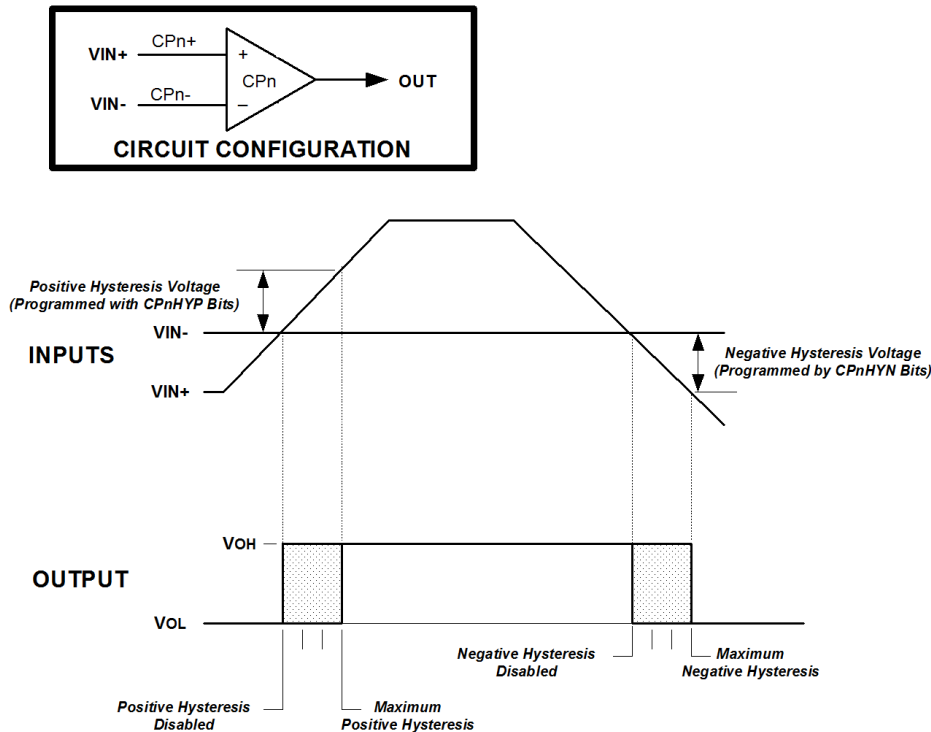 VIN+
CPn+
+
CPn
OUT
VIN-
CPn-
–
CIRCUIT CONFIGURATION
Positive Hysteresis Voltage
(Programmed with CPnHYP Bits)
VIN-
INPUTS
Negative Hysteresis Voltage
(Programmed by CPnHYN Bits)
VIN+
VOH
OUTPUT
VOL
Negative Hysteresis
Disabled
Maximum
Negative Hysteresis
Positive Hysteresis
Disabled
Maximum
Positive Hysteresis